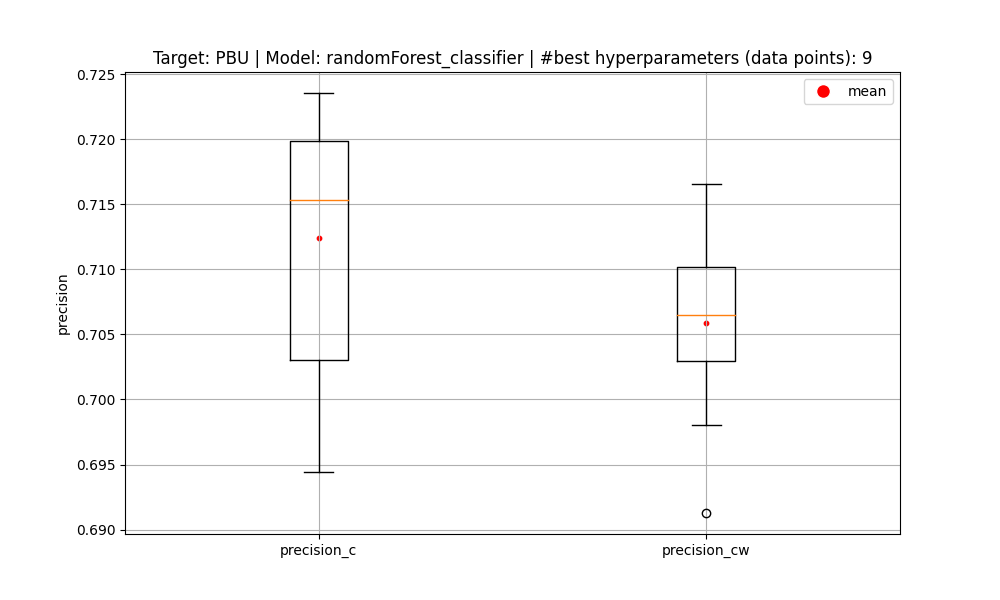 Target: PBU | Model: randomForest_classifier | #best hyperparameters (data points): 9
mean
precision
0.725
0.720
0.715
0.710
0.705
0.700
0.695
0.690
precision_c
precision_cw